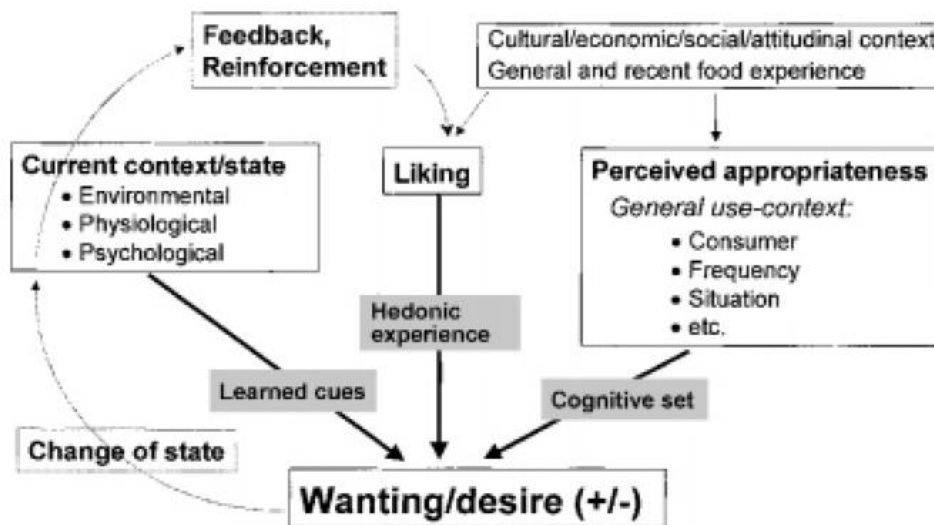 Feedback,
Reinforcement
Cultural/economic/social/attitudinal context
General and recent food experience
Current context/state
• Environmental
• Physiological
• Psychological
Liking
Perceived appropriateness
General use-context:
• Consumer
• Frequency
• Situation
• etc.
Hedonic
experience
Learned cues
Cognitive set
Change of state
Wanting/desire (+/-)